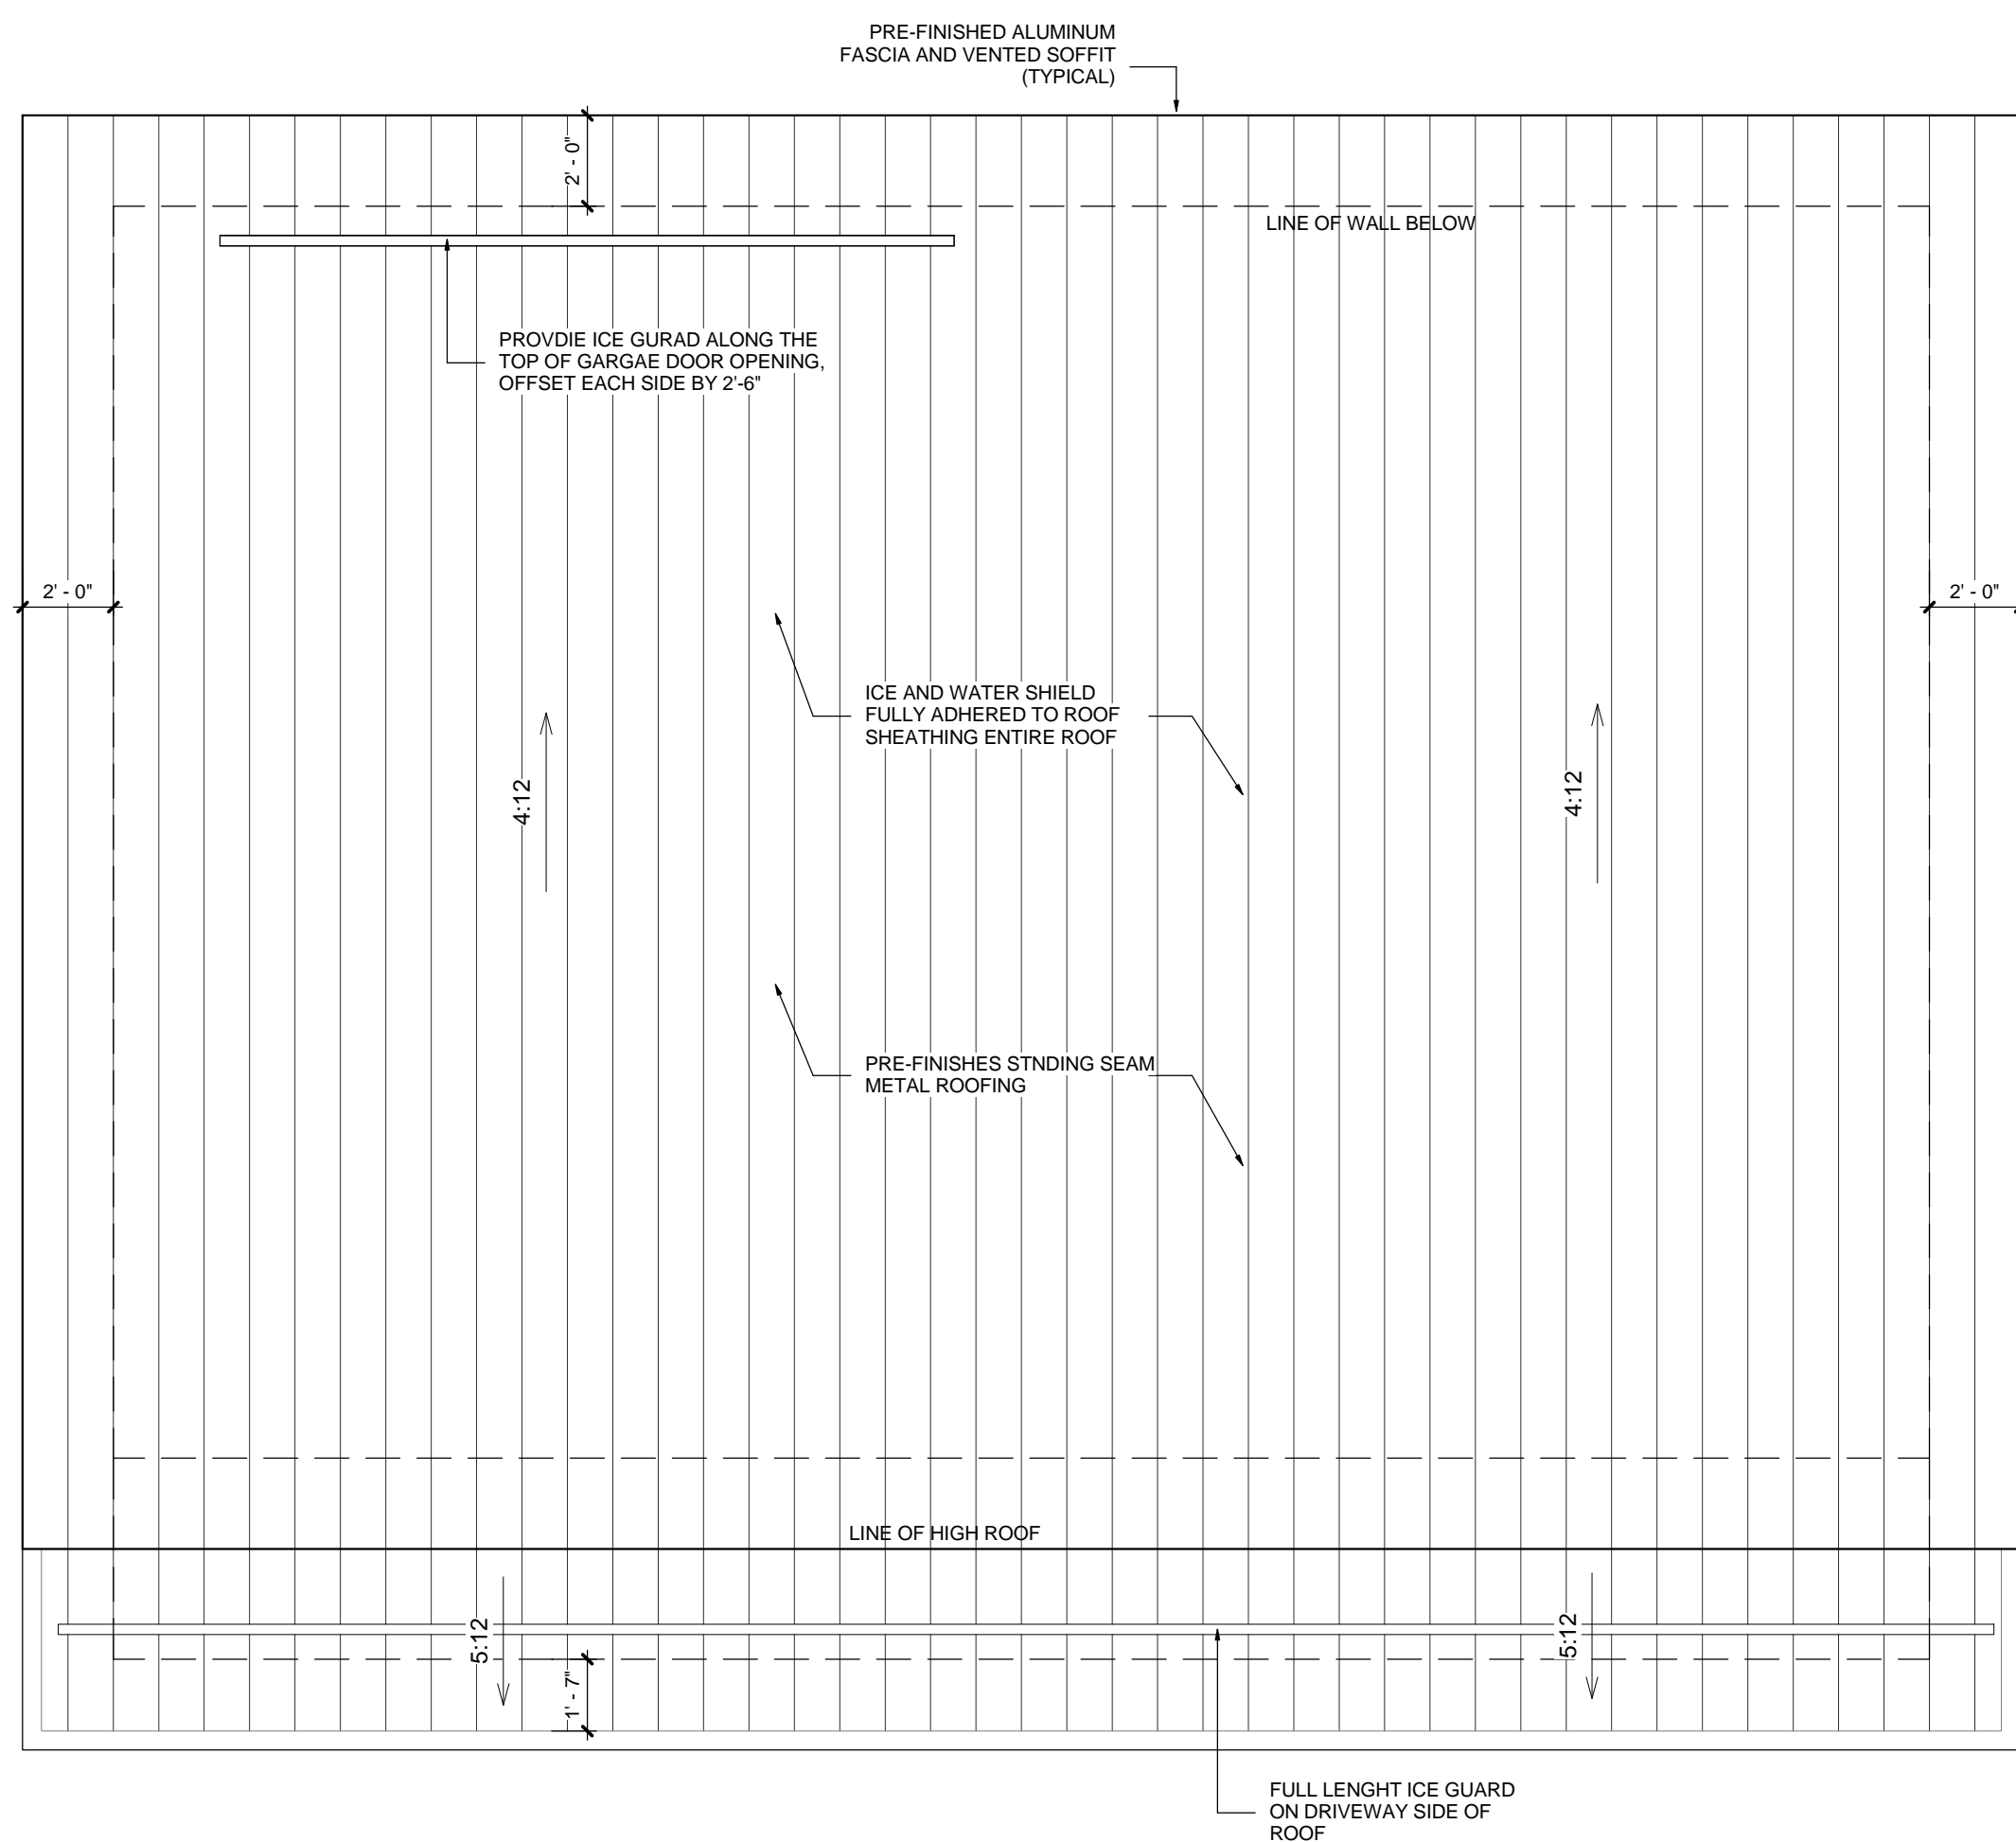 PRE-FINISHED ALUMINUM
FASCIA AND VENTED SOFFIT
(TYPICAL)
2' - 0"
LINE OF WALL BELOW
PROVDIE ICE GURAD ALONG THE
TOP OF GARGAE DOOR OPENING,
OFFSET EACH SIDE BY 2'-6"
2' - 0"
2' - 0"
ICE AND WATER SHIELD
FULLY ADHERED TO ROOF
SHEATHING ENTIRE ROOF
4:12
4:12
PRE-FINISHES STNDING SEAM
METAL ROOFING
LINE OF HIGH ROOF
5:12
5:12
1' - 7"
FULL LENGHT ICE GUARD
ON DRIVEWAY SIDE OF
ROOF